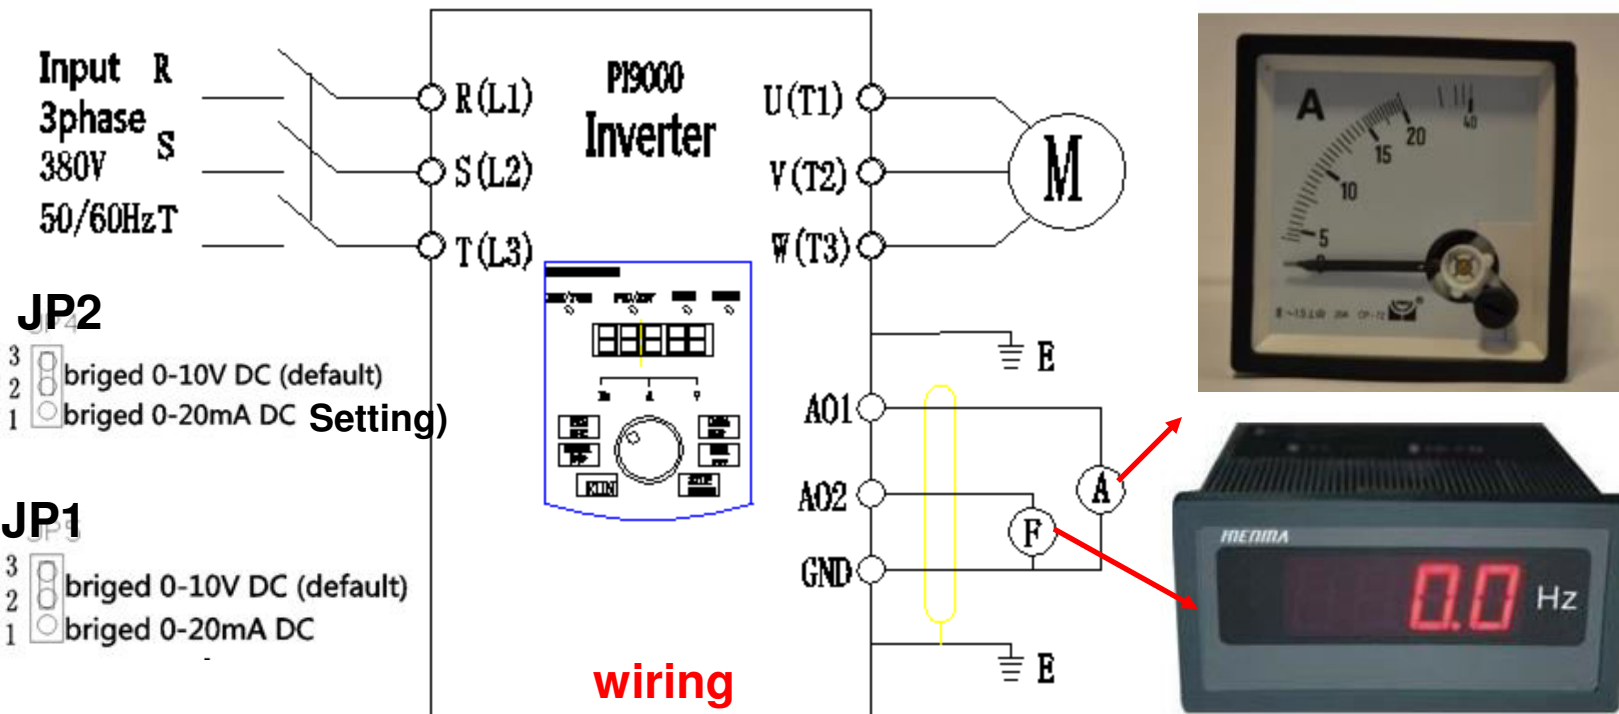 Input R
3phase
S
380V
50/60Hz T
R(L1)
S(L2)
T(L3)
PI9000
Inverter
U(T1)
V(T2)
W(T3)
M
E
JP2
3
2
1
briged 0-10V DC (default)
briged 0-20mA DC Setting)
JP1
3
2
1
briged 0-10V DC (default)
briged 0-20mA DC
RUN
AO1
AO2
GND
A
F
E
wiring
A
0
5
10
15
20
40
0.0 Hz